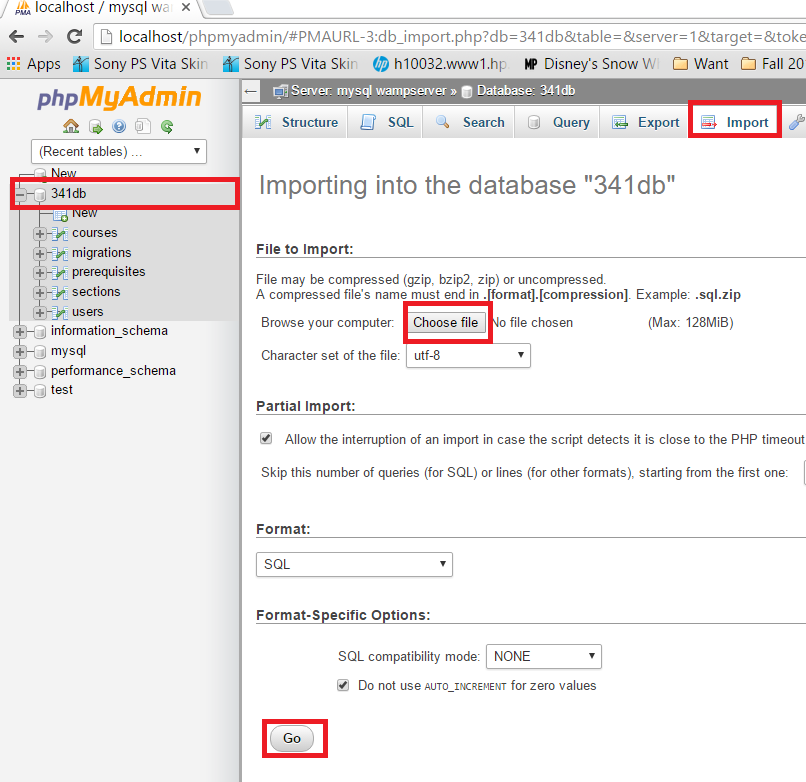 localhost / mysql wa
localhost/phpmyadmin/#PMAURL-3:db_import.php?db=341db&table=&server=1&target=&toke
Apps Sony PS Vita Skin Sony PS Vita Skin h10032.www1.hp. Disney's Snow W Want Fall 20
phpMyAdmin
(Recent tables) ...
New
341db
New
courses
migrations
prerequisites
sections
users
information_schema
mysql
performance_schema
test
Server: mysql wampserver » Database: 341db
Structure SQL Search Query Export Import
Importing into the database "341db"
File to Import:
File may be compressed (gzip, bzip2, zip) or uncompressed.
A compressed file's name must end in .[format].[compression]. Example: .sql.zip
Browse your computer: Choose file No file chosen (Max: 128MiB)
Character set of the file: utf-8
Partial Import:
Allow the interruption of an import in case the script detects it is close to the PHP timeout
Skip this number of queries (for SQL) or lines (for other formats), starting from the first one:
Format:
SQL
Format-Specific Options:
SQL compatibility mode: NONE
Do not use AUTO_INCREMENT for zero values
Go